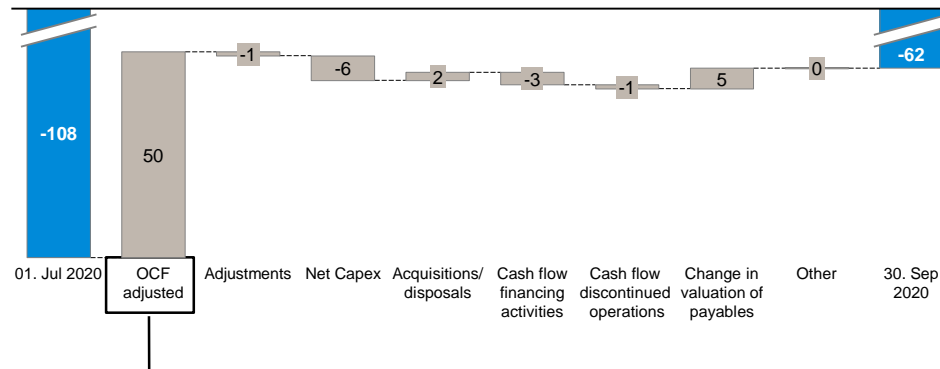 -108
50
-1
-6
2
-3
-1
5
0
-62
01. Jul 2020
OCF
adjusted
Adjustments
Net Capex
Acquisitions/
disposals
Cash flow
financing
activities
Cash flow
discontinued
operations
Change in
valuation of
payables
Other
30. Sep
2020